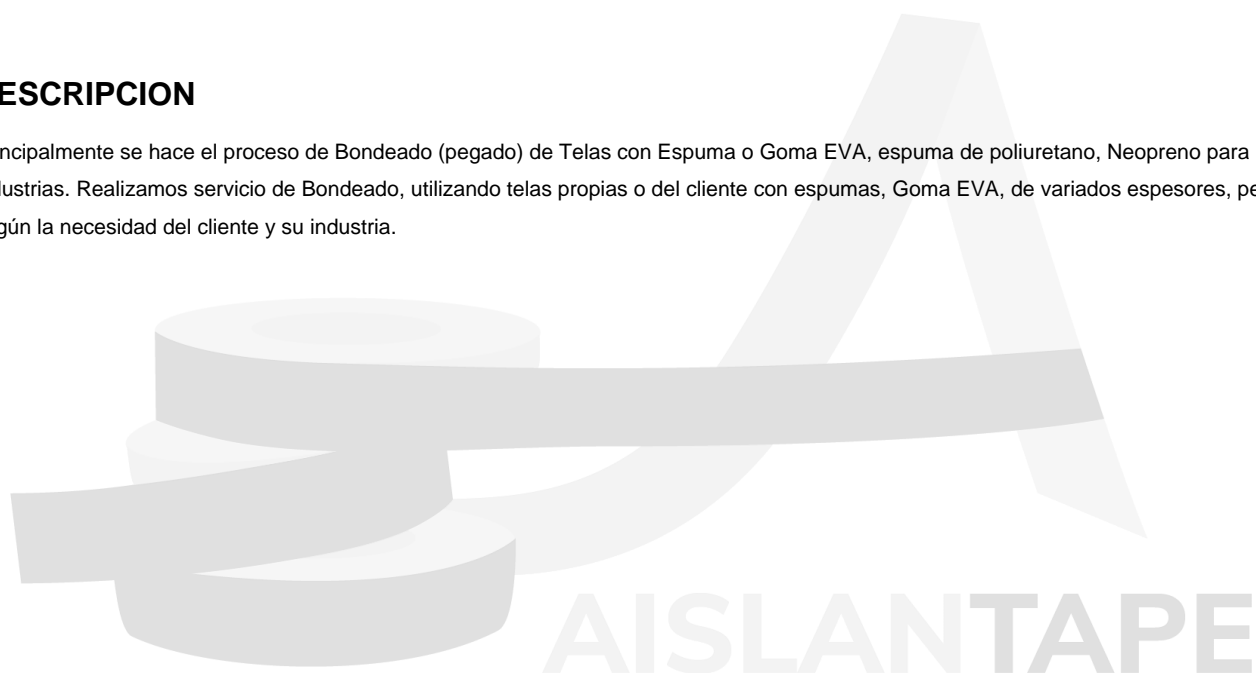 ESCRIPCION
ncipalmente se hace el proceso de Bondeado (pegado) de Telas con Espuma o Goma EVA, espuma de poliuretano, Neopreno para
dustrias. Realizamos servicio de Bondeado, utilizando telas propias o del cliente con espumas, Goma EVA, de variados espesores, pe
gún la necesidad del cliente y su industria.
AISLANTAPE